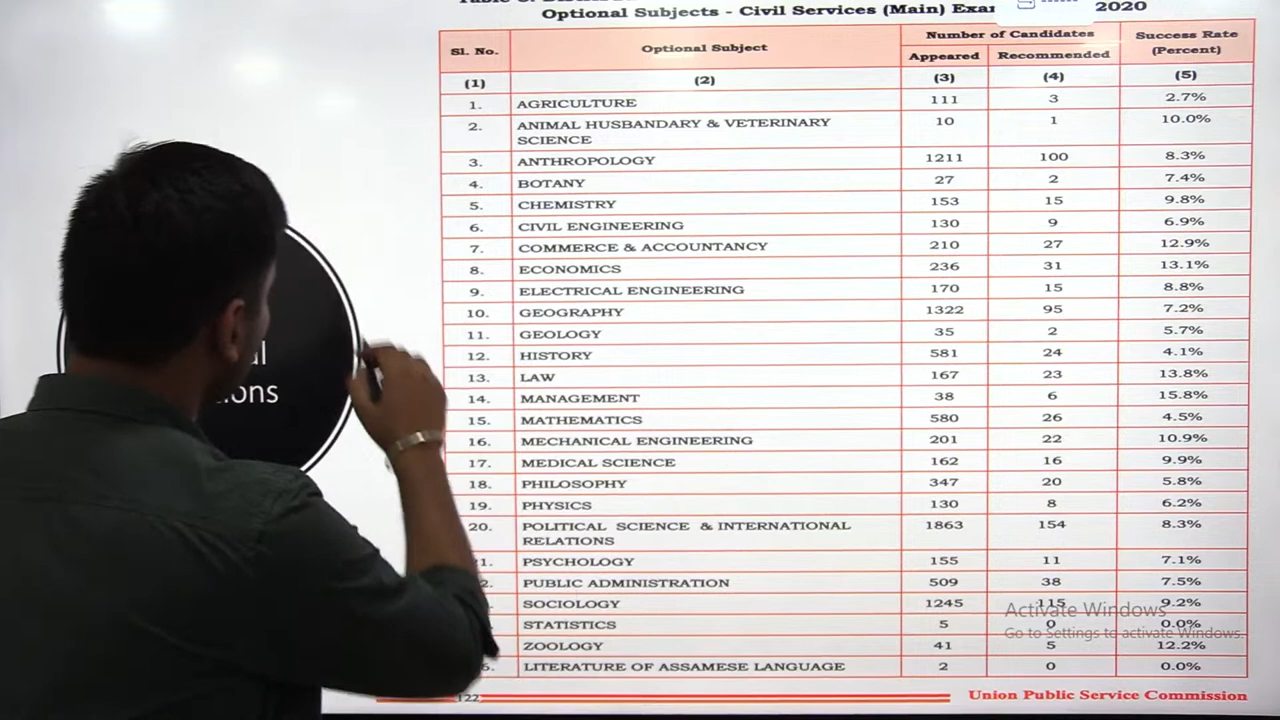 Optional Subjects - Civil Services (Main) 2020
Sl. No. Optional Subject Number of Candidates Success Rate (Percent)
Appeared Recommended
(1) (2) (3) (4) (5)
1. AGRICULTURE 111 3 2.7%
2. ANIMAL HUSBANDARY & VETERINARY 10 1 10.0%
SCIENCE
3. ANTHROPOLOGY 1211 100 8.3%
4. BOTANY 27 2 7.4%
5. CHEMISTRY 153 15 9.8%
6. CIVIL ENGINEERING 130 9 6.9%
7. COMMERCE & ACCOUNTANCY 210 27 12.9%
8. ECONOMICS 236 31 13.1%
9. ELECTRICAL ENGINEERING 170 15 8.8%
10. GEOGRAPHY 1322 95 7.2%
11. GEOLOGY 35 2 5.7%
12. HISTORY 581 24 4.1%
13. LAW 167 23 13.8%
14. MANAGEMENT 38 6 15.8%
15. MATHEMATICS 580 26 4.5%
16. MECHANICAL ENGINEERING 201 22 10.9%
17. MEDICAL SCIENCE 162 16 9.9%
18. PHILOSOPHY 347 20 5.8%
19. PHYSICS 130 8 6.2%
20. POLITICAL SCIENCE & INTERNATIONAL 1863 154 8.3%
RELATIONS
PSYCHOLOGY 155 11 7.1%
PUBLIC ADMINISTRATION 509 38 7.5%
SOCIOLOGY 1245 115 9.2%
STATISTICS 5 0 0.0%
ZOOLOGY 41 5 12.2%
LITERATURE OF ASSAMESE LANGUAGE 2 0 0.0%
122 Union Public Service Commission
Activate Windows
Go to Settings to activate Windows.